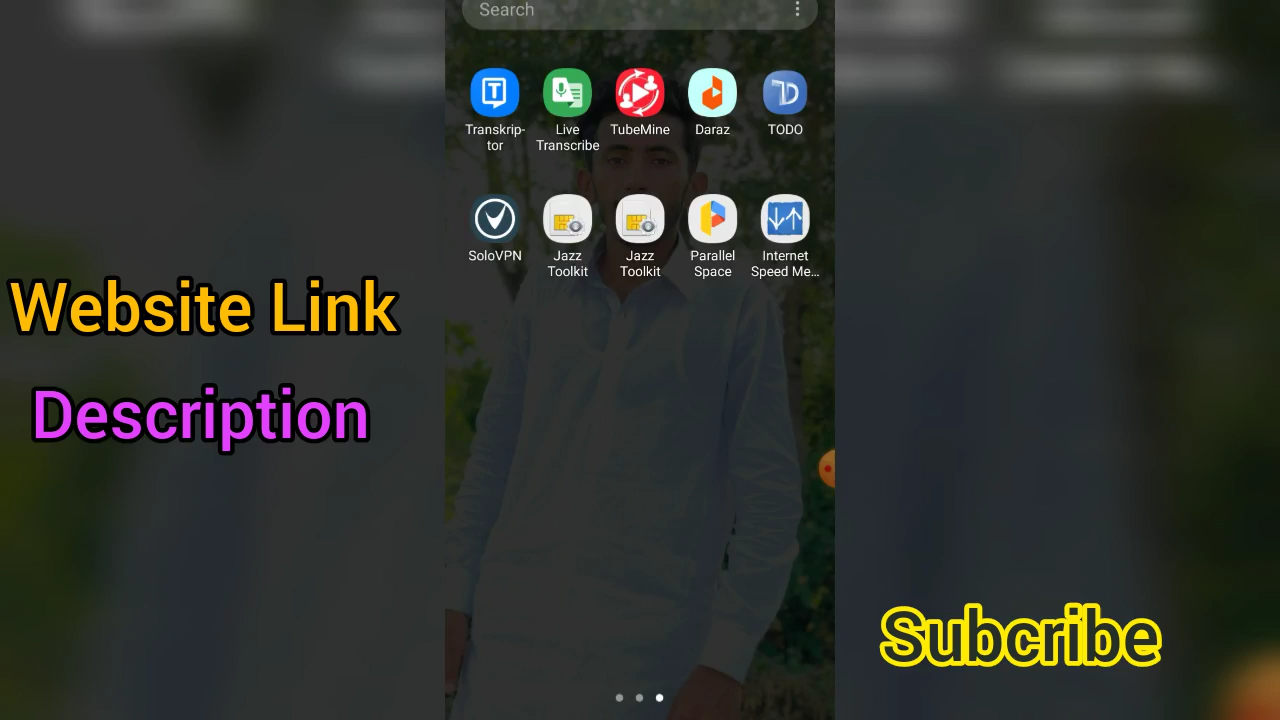 Search
Transkrip-
tor
Live
Transcribe
TubeMine
Daraz
TODO
SoloVPN
Jazz
Toolkit
Jazz
Toolkit
Parallel
Space
Internet
Speed Me...
Website Link
Description
Subcribe